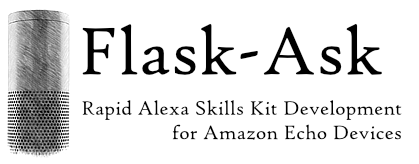 Flask-Ask
Rapid Alexa Skills Kit Development
for Amazon Echo Devices